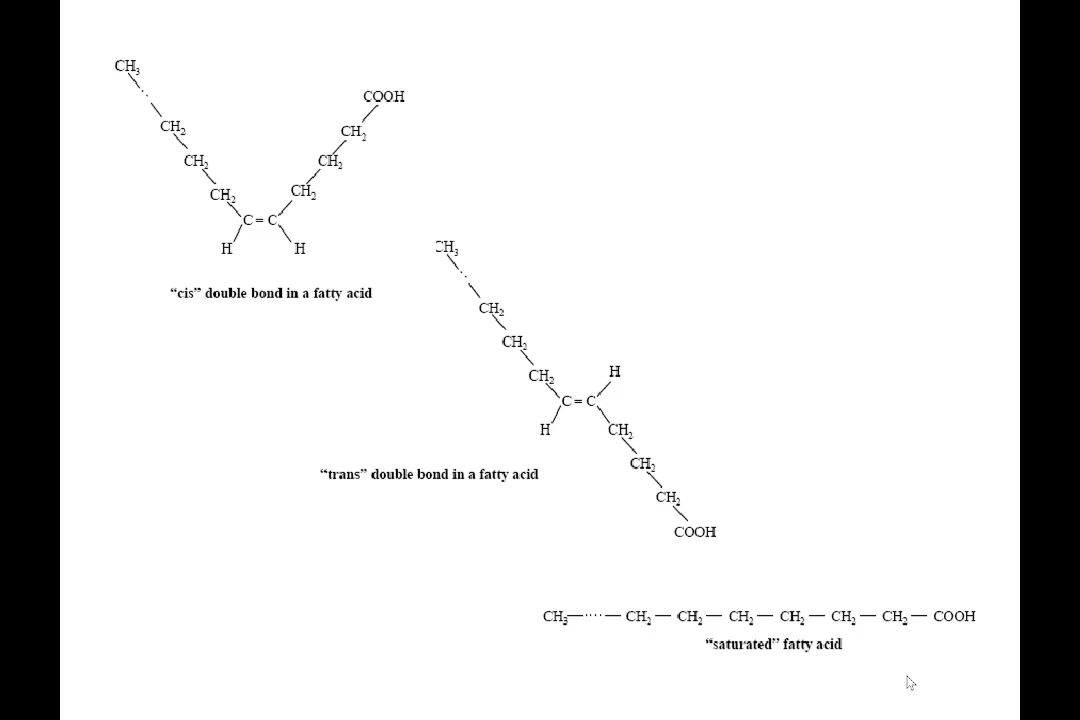 CH3
COOH
CH2
CH2
CH2
CH2
CH2
CH2
C = C
H H
"cis" double bond in a fatty acid
CH3
CH2
CH2
CH2
H
C = C
H
CH2
CH2
CH2
COOH
"trans" double bond in a fatty acid
CH3—····—CH2—CH2—CH2—CH2—CH2—CH2—COOH
"saturated" fatty acid